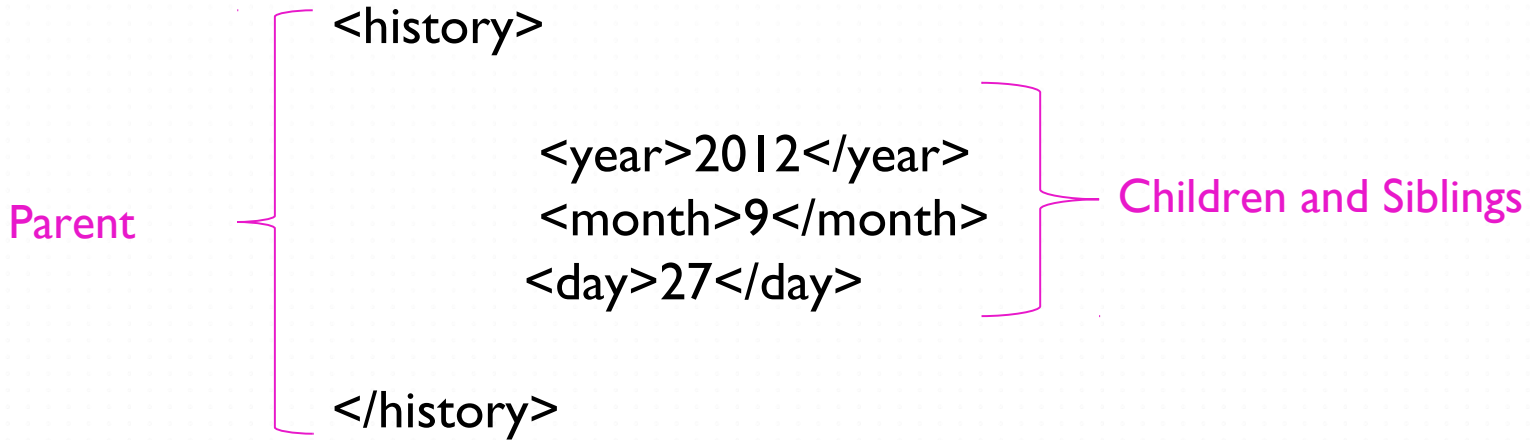 <history>
<year>2012</year>
Children and Siblings
Parent
<month>9</month>
<day>27</day>
</history>